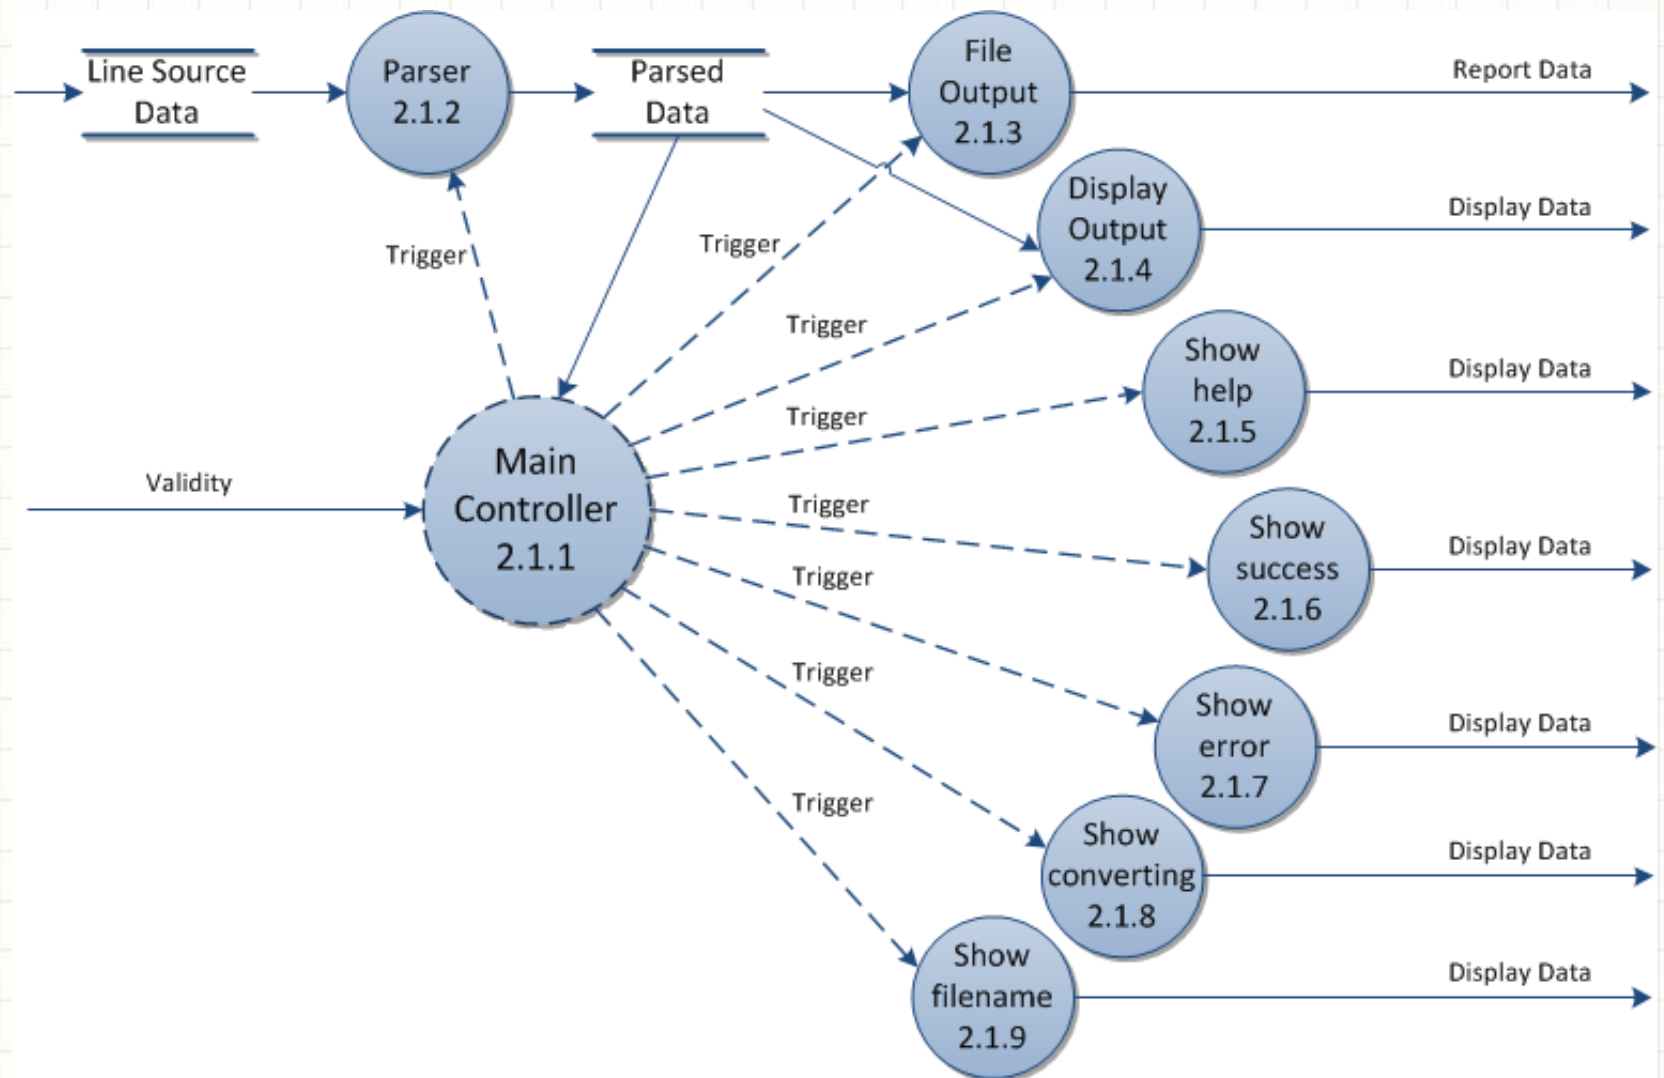 Line Source
Data
Parser
2.1.2
Parsed
Data
File
Output
2.1.3
Report Data
Display
Output
2.1.4
Display Data
Trigger
Trigger
Trigger
Show
help
2.1.5
Display Data
Trigger
Main
Controller
2.1.1
Validity
Trigger
Show
success
2.1.6
Display Data
Trigger
Show
error
2.1.7
Display Data
Trigger
Show
converting
2.1.8
Display Data
Trigger
Show
filename
2.1.9
Display Data